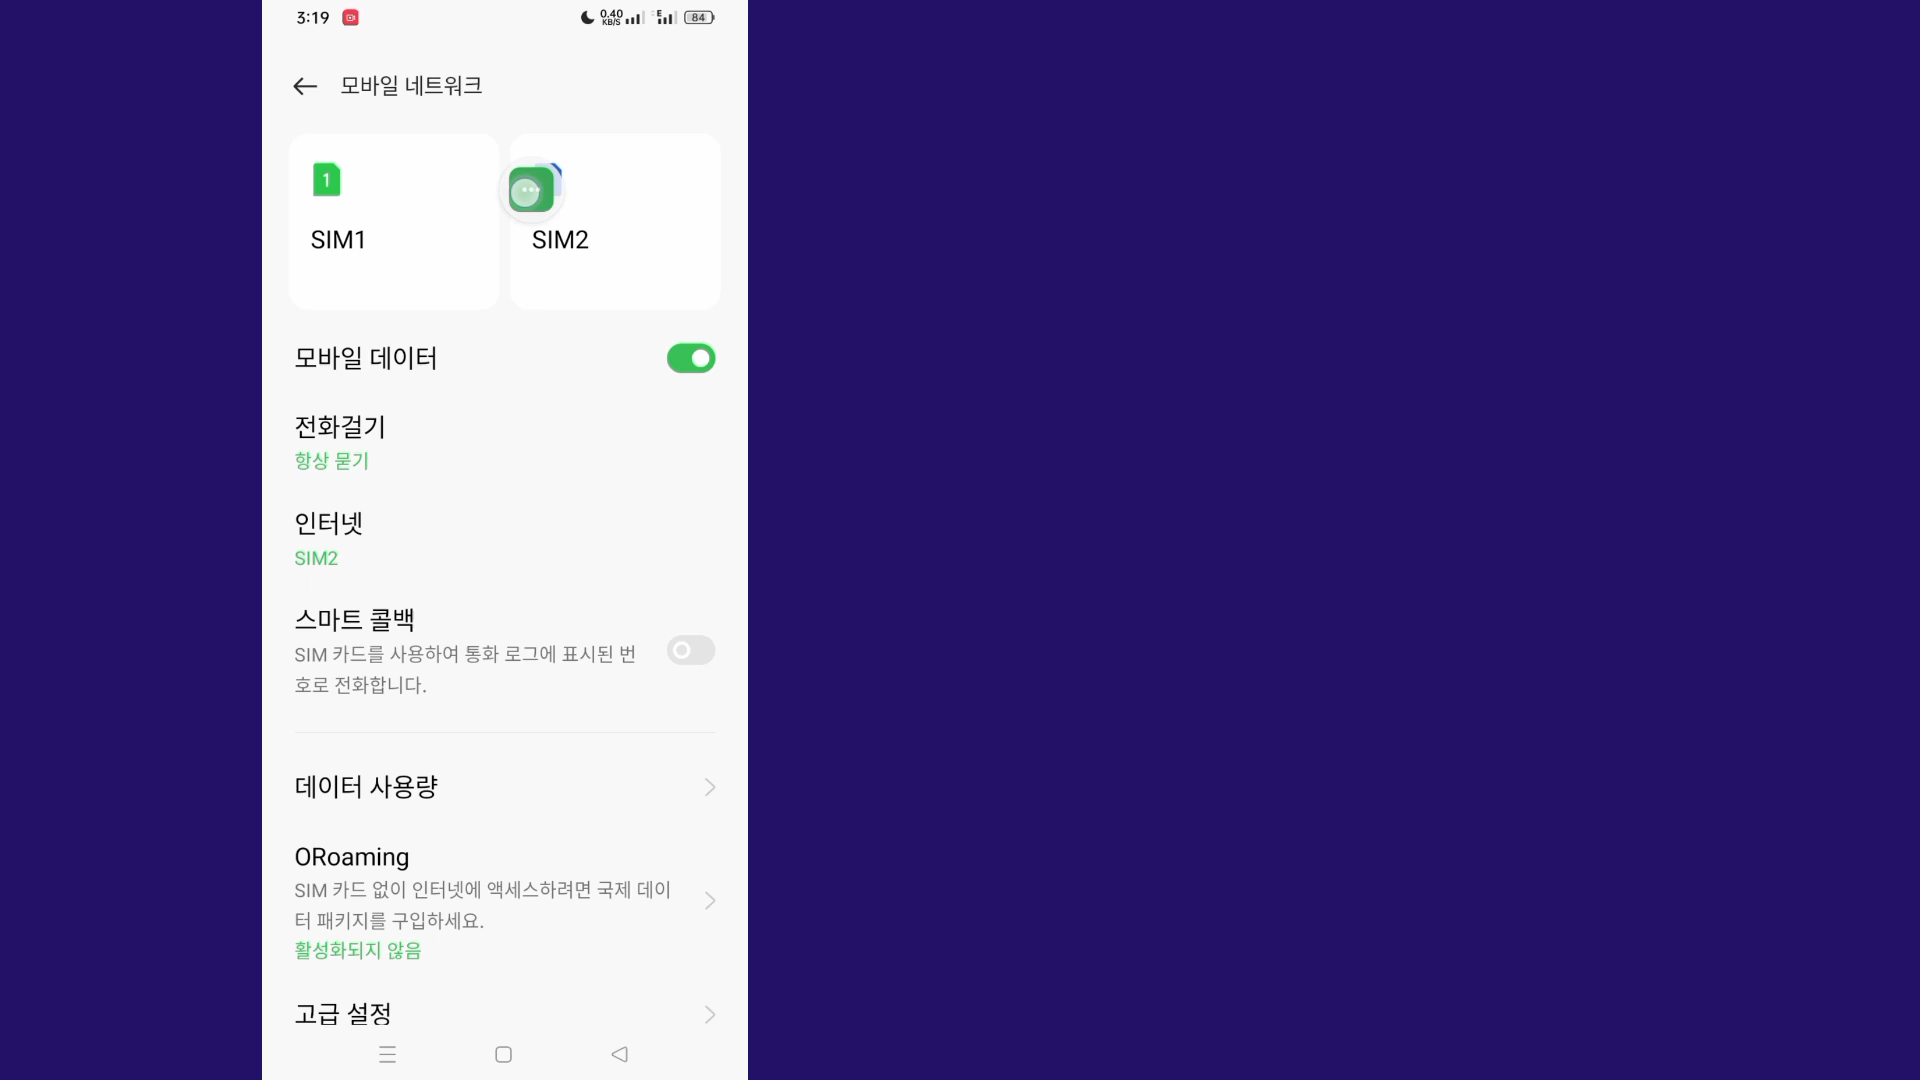 3:19
0.40
KB/S
E
84
모바일 네트워크
1
SIM1
SIM2
모바일 데이터
전화걸기
항상 묻기
인터넷
SIM2
스마트 콜백
SIM 카드를 사용하여 통화 로그에 표시된 번
호로 전화합니다.
데이터 사용량
ORoaming
SIM 카드 없이 인터넷에 액세스하려면 국제 데이
터 패키지를 구입하세요.
활성화되지 않음
고급 설정